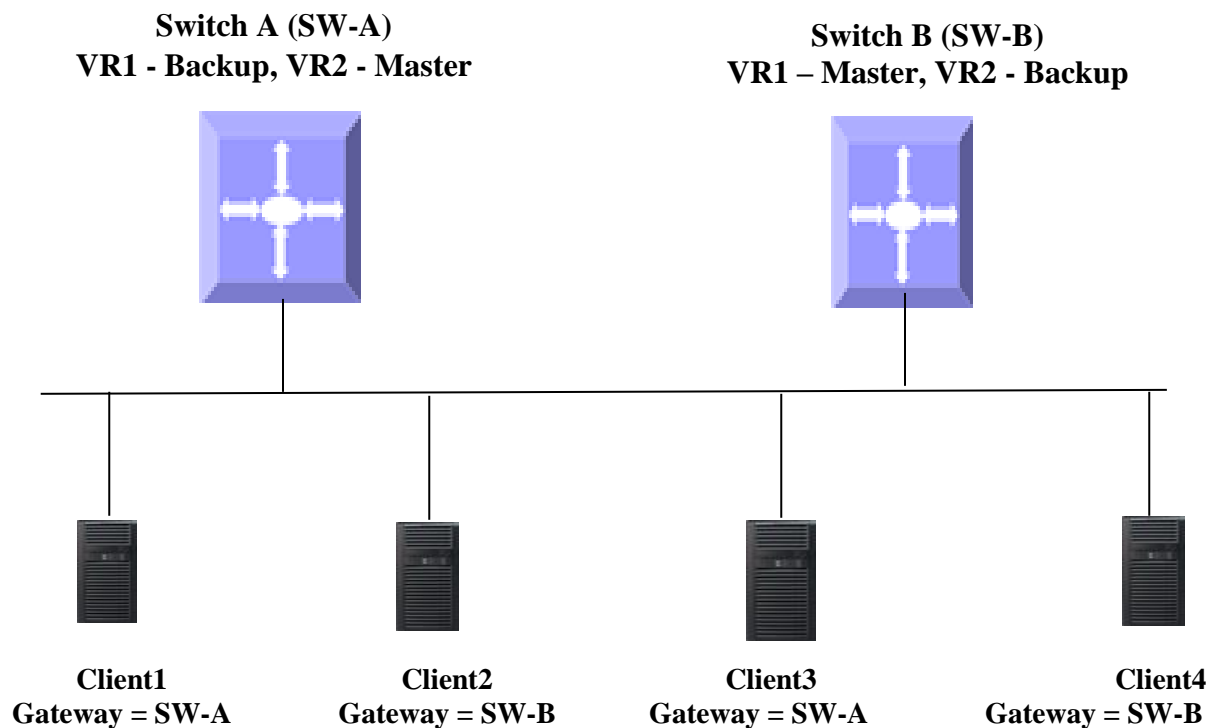 Switch A (SW-A)
VR1 - Backup, VR2 - Master
Switch B (SW-B)
VR1 – Master, VR2 - Backup
Client1
Gateway = SW-A
Client2
Gateway = SW-B
Client3
Gateway = SW-A
Client4
Gateway = SW-B